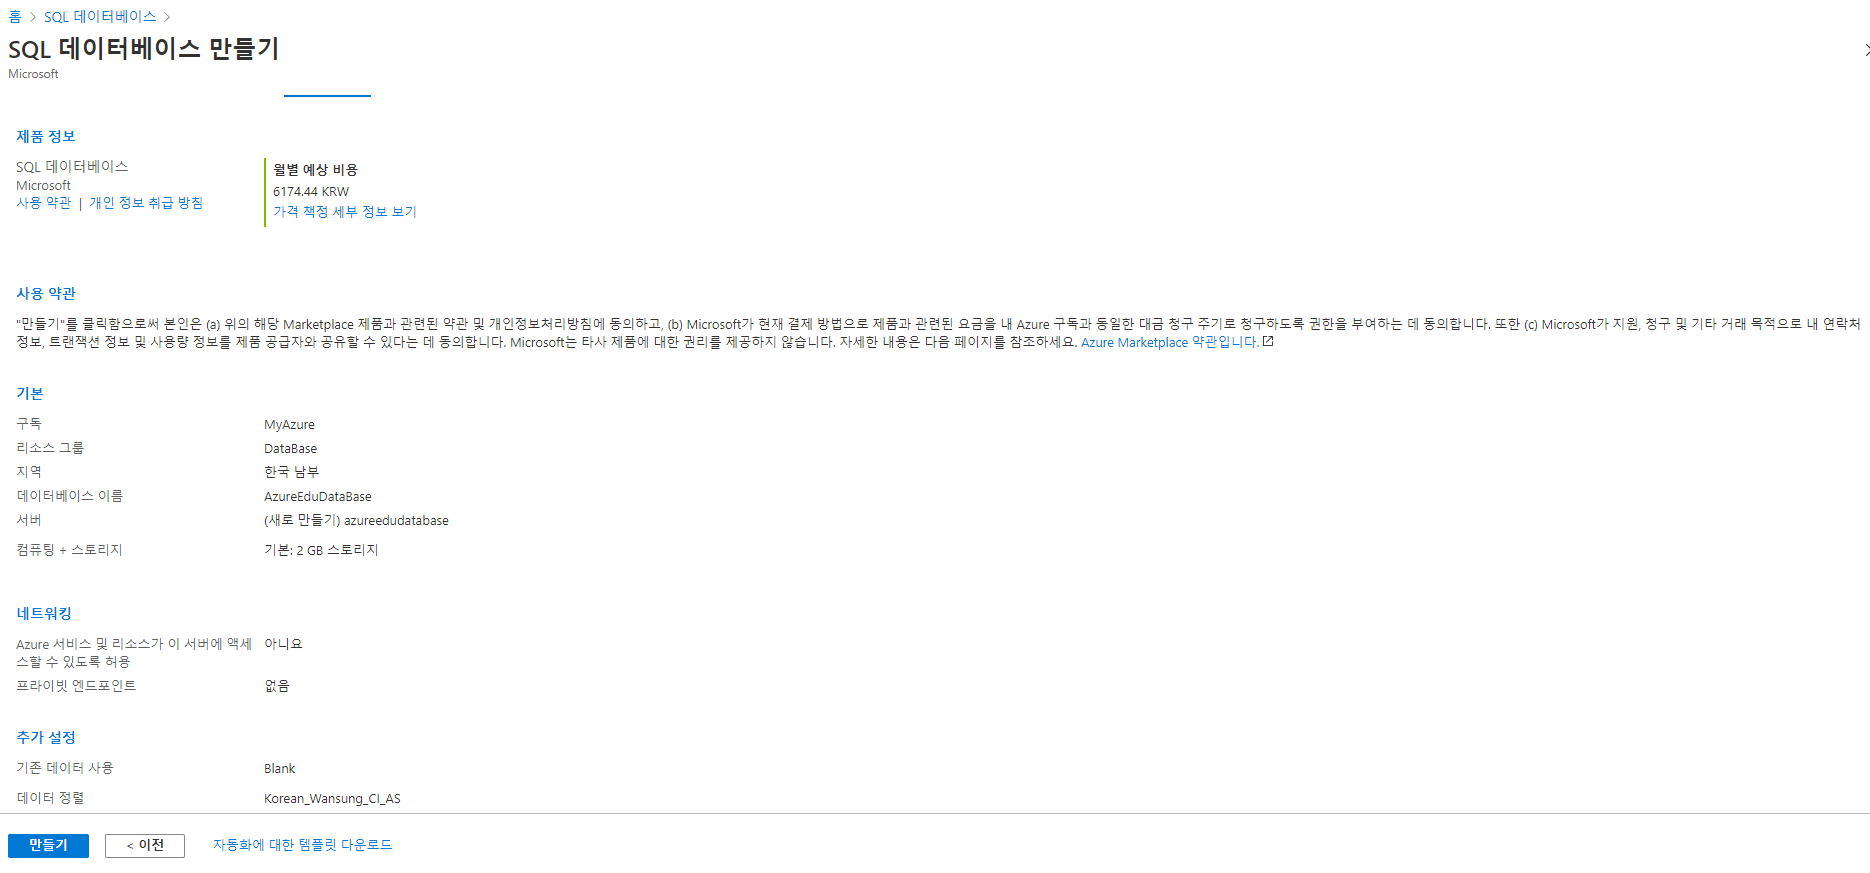 홈 > SQL 데이터베이스 >
SQL 데이터베이스 만들기
Microsoft
제품 정보
SQL 데이터베이스
Microsoft
사용 약관 | 개인 정보 취급 방침
월별 예상 비용
6174.44 KRW
가격 책정 세부 정보 보기
사용 약관
"만들기"를 클릭함으로써 본인은 (a) 위의 해당 Marketplace 제품과 관련된 약관 및 개인정보처리방침에 동의하고, (b) Microsoft가 현재 결제 방법으로 제품과 관련된 요금을 내 Azure 구독과 동일한 대금 청구 주기로 청구하도록 권한을 부여하는 데 동의합니다. 또한 (c) Microsoft가 지원, 청구 및 기타 거래 목적으로 내 연락처
정보, 트랜잭션 정보 및 사용량 정보를 제품 공급자와 공유할 수 있다는 데 동의합니다. Microsoft는 타사 제품에 대한 권리를 제공하지 않습니다. 자세한 내용은 다음 페이지를 참조하세요. Azure Marketplace 약관입니다.
기본
구독 MyAzure
리소스 그룹 DataBase
지역 한국 남부
데이터베이스 이름 AzureEduDataBase
서버 (새로 만들기) azureedudatabase
컴퓨팅 + 스토리지 기본: 2 GB 스토리지
네트워킹
Azure 서비스 및 리소스가 이 서버에 액세 아니요
스할 수 있도록 허용
프라이빗 엔드포인트 없음
추가 설정
기존 데이터 사용 Blank
데이터 정렬 Korean_Wansung_CI_AS
만들기 < 이전 자동화에 대한 템플릿 다운로드